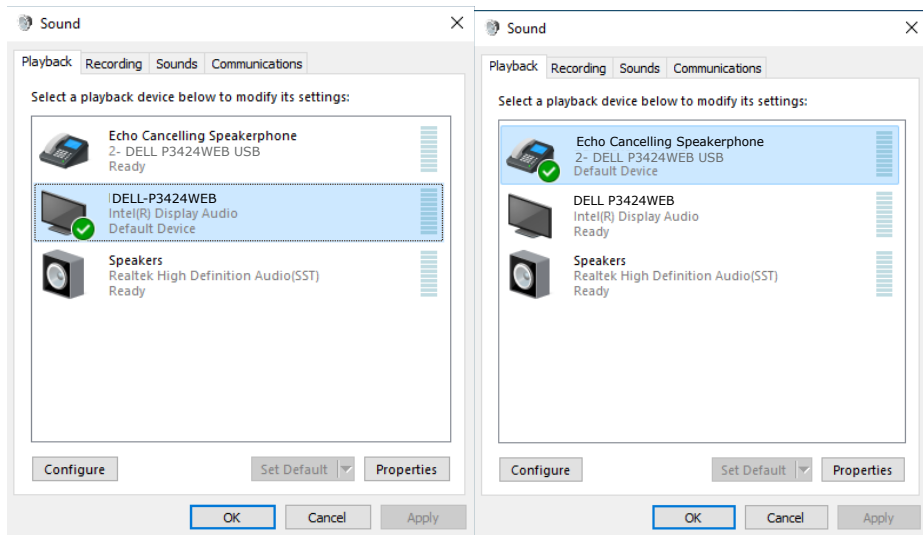 Sound
Playback Recording Sounds Communications
Select a playback device below to modify its settings:
Echo Cancelling Speakerphone
2- DELL P3424WEB USB
Ready
DELL-P3424WEB
Intel(R) Display Audio
Default Device
Speakers
Realtek High Definition Audio(SST)
Ready
Configure Set Default Properties
OK Cancel Apply
Sound
Playback Recording Sounds Communications
Select a playback device below to modify its settings:
Echo Cancelling Speakerphone
2- DELL P3424WEB USB
Default Device
DELL P3424WEB
Intel(R) Display Audio
Ready
Speakers
Realtek High Definition Audio(SST)
Ready
Configure Set Default Properties
OK Cancel Apply